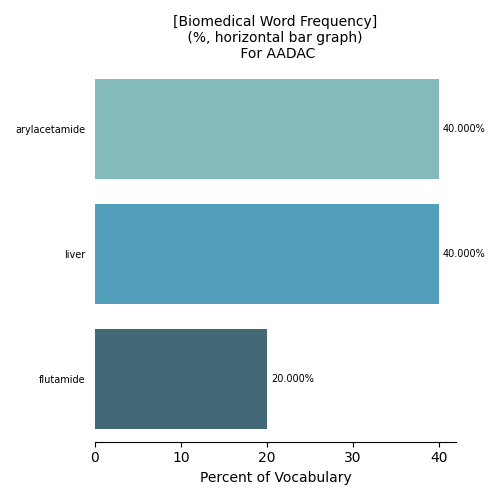 [Biomedical Word Frequency]
(%, horizontal bar graph)
For AADAC
arylacetamide
40.000%
liver
40.000%
flutamide
20.000%
0 10 20 30 40
Percent of Vocabulary